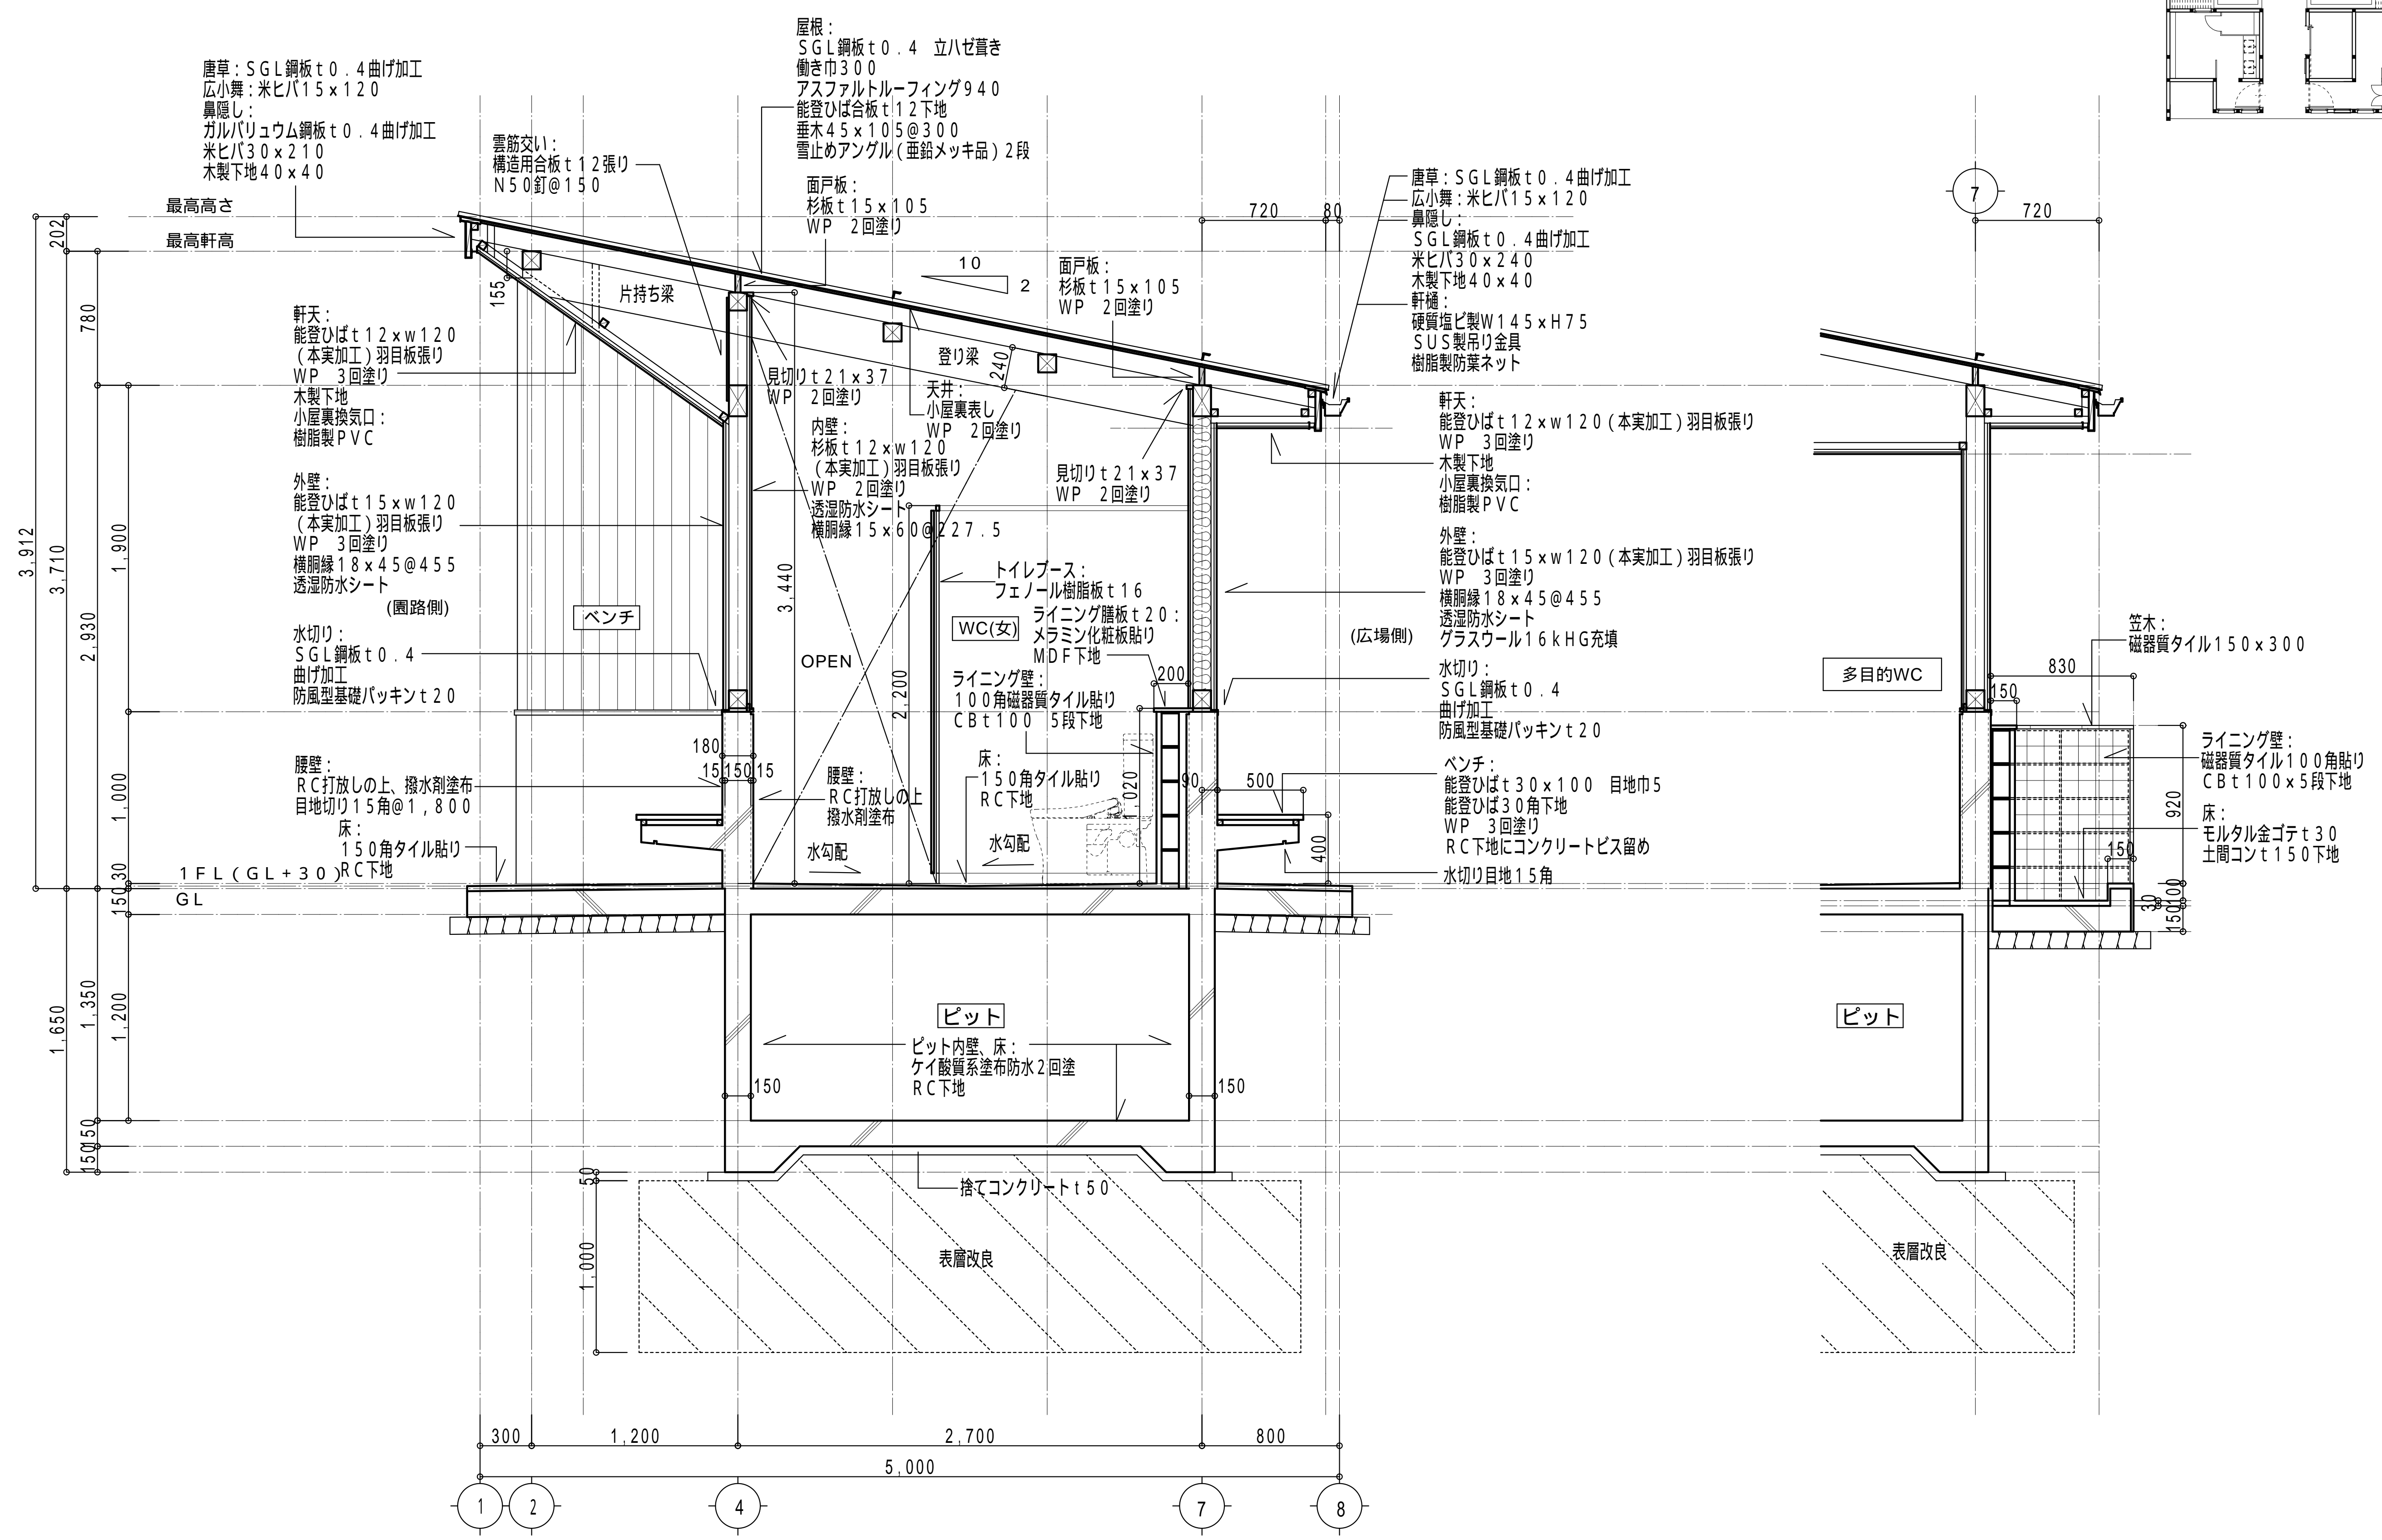 屋根：
ＳＧＬ鋼板ｔ０．４　立ハゼ葺き
働き巾３００
アスファルトルーフィング９４０
能登ひば合板ｔ１２下地
垂木４５ｘ１０５＠３００
雪止めアングル（亜鉛メッキ品）２段
唐草：ＳＧＬ鋼板ｔ０．４曲げ加工
広小舞：米ヒバ１５ｘ１２０
鼻隠し：
ガルバリュウム鋼板ｔ０．４曲げ加工
米ヒバ３０ｘ２１０
木製下地４０ｘ４０
雲筋交い：
構造用合板ｔ１２張り
Ｎ５０釘＠１５０
面戸板：
杉板ｔ１５ｘ１０５
ＷＰ　２回塗り
唐草：ＳＧＬ鋼板ｔ０．４曲げ加工
広小舞：米ヒバ１５ｘ１２０
鼻隠し：
ＳＧＬ鋼板ｔ０．４曲げ加工
米ヒバ３０ｘ２４０
木製下地４０ｘ４０
軒樋：
硬質塩ビ製Ｗ１４５ｘＨ７５
ＳＵＳ製吊り金具
樹脂製防葉ネット
7
720
80
720
最高高さ
最高軒高
202
780
155
片持ち梁
10
2
面戸板：
杉板ｔ１５ｘ１０５
ＷＰ　２回塗り
登り梁
240
軒天：
能登ひばｔ１２ｘｗ１２０
（本実加工）羽目板張り
ＷＰ　３回塗り
木製下地
小屋裏換気口：
樹脂製ＰＶＣ
見切りｔ２１ｘ３７
ＷＰ　２回塗り
天井：
小屋裏表し
ＷＰ　２回塗り
内壁：
杉板ｔ１２ｘｗ１２０
（本実加工）羽目板張り
ＷＰ　２回塗り
透湿防水シート
横胴縁１５ｘ６０＠２２７．５
見切りｔ２１ｘ３７
ＷＰ　２回塗り
軒天：
能登ひばｔ１２ｘｗ１２０（本実加工）羽目板張り
ＷＰ　３回塗り
木製下地
小屋裏換気口：
樹脂製ＰＶＣ
外壁：
能登ひばｔ１５ｘｗ１２０
（本実加工）羽目板張り
ＷＰ　３回塗り
横胴縁１８ｘ４５＠４５５
透湿防水シート
(園路側)
外壁：
能登ひばｔ１５ｘｗ１２０（本実加工）羽目板張り
ＷＰ　３回塗り
横胴縁１８ｘ４５＠４５５
透湿防水シート
グラスウール１６ｋＨＧ充填
(広場側)
3,912
3,710
2,930
1,900
3,440
2,200
ベンチ
OPEN
WC(女)
トイレブース：
フェノール樹脂板ｔ１６
ライニング膳板ｔ２０：
メラミン化粧板貼り
ＭＤＦ下地
200
水切り：
ＳＧＬ鋼板ｔ０．４
曲げ加工
防風型基礎パッキンｔ２０
ライニング壁：
１００角磁器質タイル貼り
ＣＢｔ１００　５段下地
水切り：
ＳＧＬ鋼板ｔ０．４
曲げ加工
防風型基礎パッキンｔ２０
多目的WC
笠木：
磁器質タイル１５０ｘ３００
830
150
ライニング壁：
磁器質タイル１００角貼り
ＣＢｔ１００ｘ５段下地
床：
モルタル金ゴテｔ３０
土間コンｔ１５０下地
920
150
100
30
150
腰壁：
ＲＣ打放しの上、撥水剤塗布
目地切り１５角＠１，８００
床：
１５０角タイル貼り
ＲＣ下地
180
15
150
15
腰壁：
ＲＣ打放しの上
撥水剤塗布
床：
１５０角タイル貼り
ＲＣ下地
1,020
90
500
400
ベンチ：
能登ひばｔ３０ｘ１００　目地巾５
能登ひば３０角下地
ＷＰ　３回塗り
ＲＣ下地にコンクリートビス留め
水切り目地１５角
水勾配
水勾配
1,000
１ＦＬ（ＧＬ＋３０）
ＧＬ
30
150
1,650
1,350
1,200
150
150
ピット
ピット内壁、床：
ケイ酸質系塗布防水２回塗
ＲＣ下地
150
150
ピット
捨てコンクリートｔ５０
50
1,000
表層改良
表層改良
300
1,200
2,700
800
5,000
1
2
4
7
8